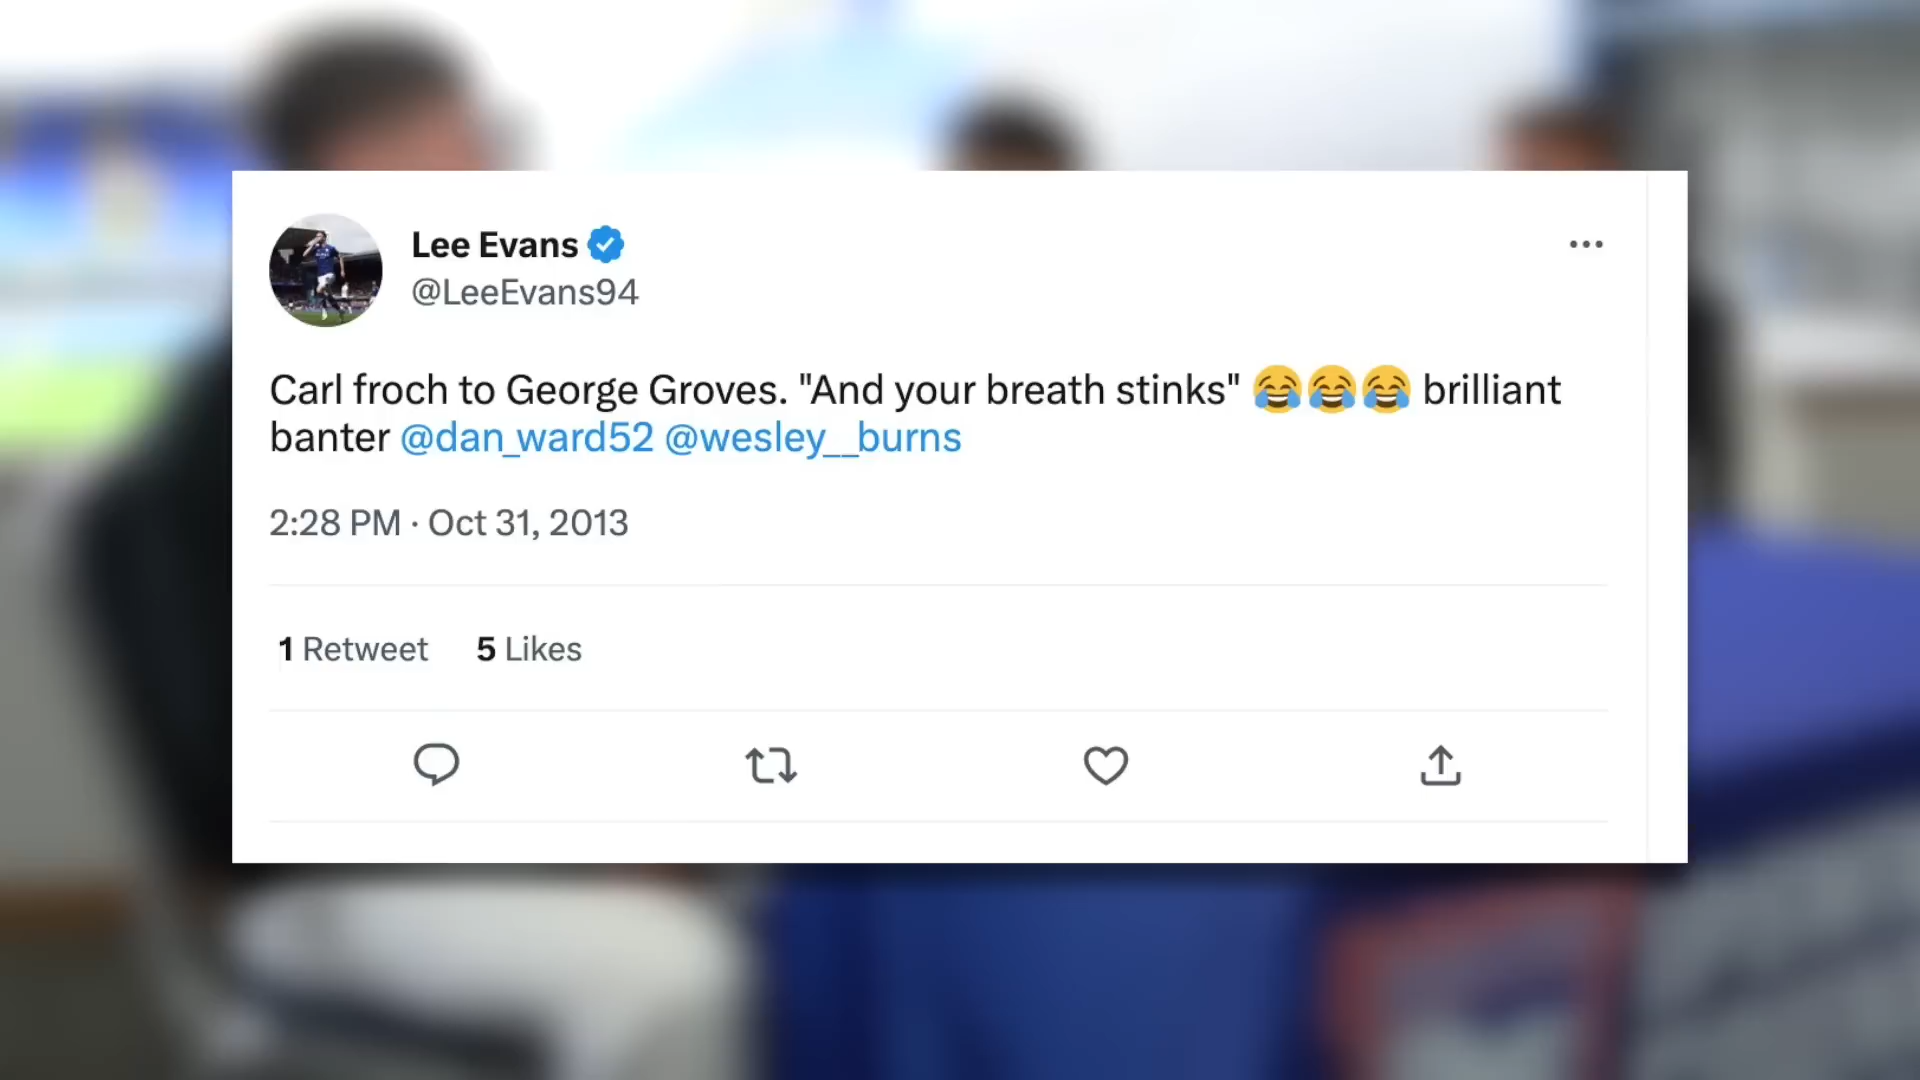 Lee Evans
@LeeEvans94
Carl froch to George Groves. "And your breath stinks" 😂😂😂 brilliant
banter @dan_ward52 @wesley__burns
2:28 PM · Oct 31, 2013
1 Retweet 5 Likes